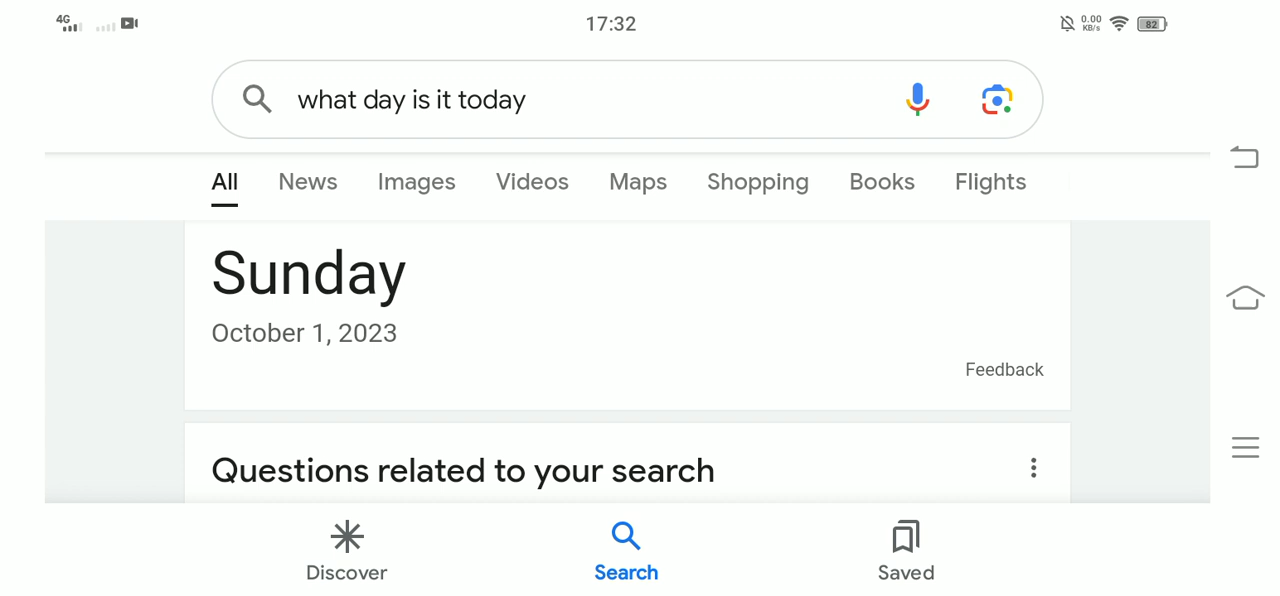 4G 17:32 0.00 KB/s 82
what day is it today
All News Images Videos Maps Shopping Books Flights
Sunday
October 1, 2023
Feedback
Questions related to your search
Discover Search Saved